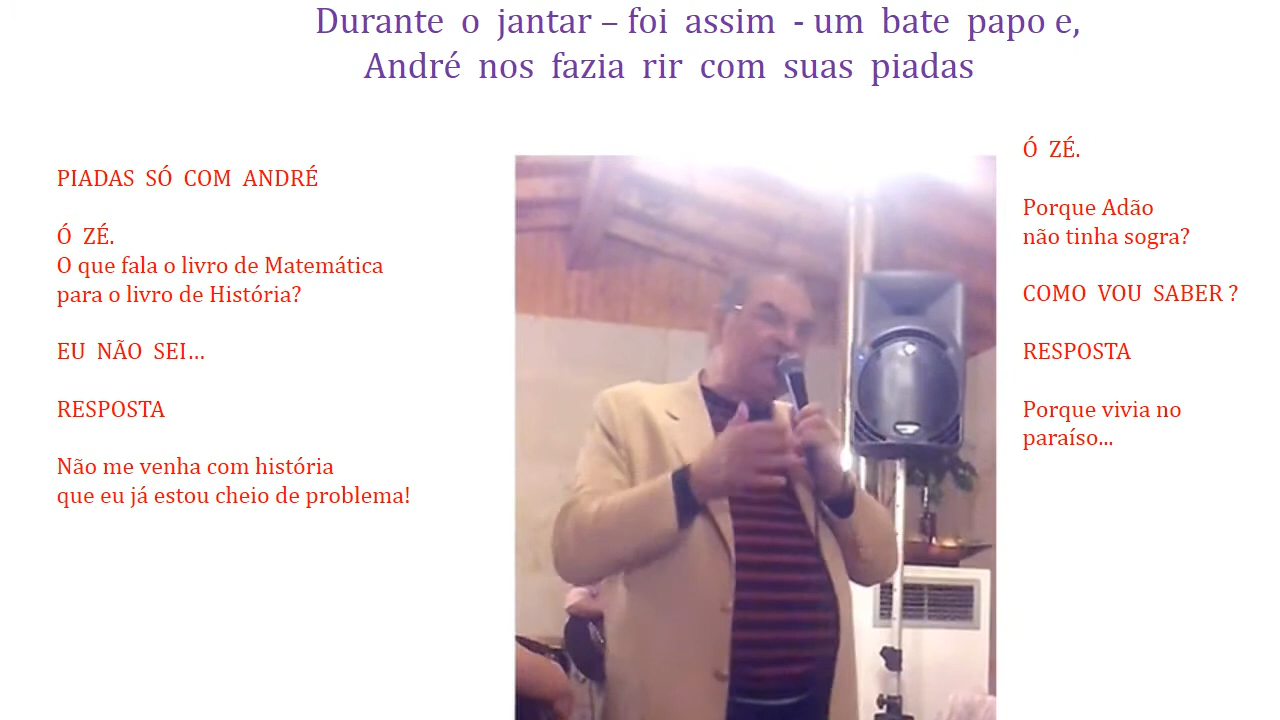 Durante o jantar – foi assim - um bate papo e,
André nos fazia rir com suas piadas
PIADAS SÓ COM ANDRÉ
Ó ZÉ.
O que fala o livro de Matemática
para o livro de História?
EU NÃO SEI...
RESPOSTA
Não me venha com história
que eu já estou cheio de problema!
Ó ZÉ.
Porque Adão
não tinha sogra?
COMO VOU SABER ?
RESPOSTA
Porque vivia no
paraíso...